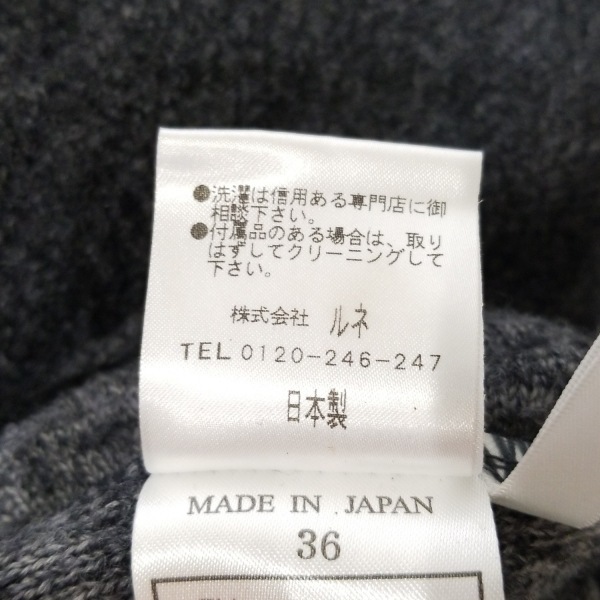 ●洗濯は信用ある専門店に御
相談下さい。
●付属品のある場合は、取り
はずしてクリーニングして
下さい。
株式会社 ルネ
TEL 0120-246-247
日本製
MADE IN JAPAN
36